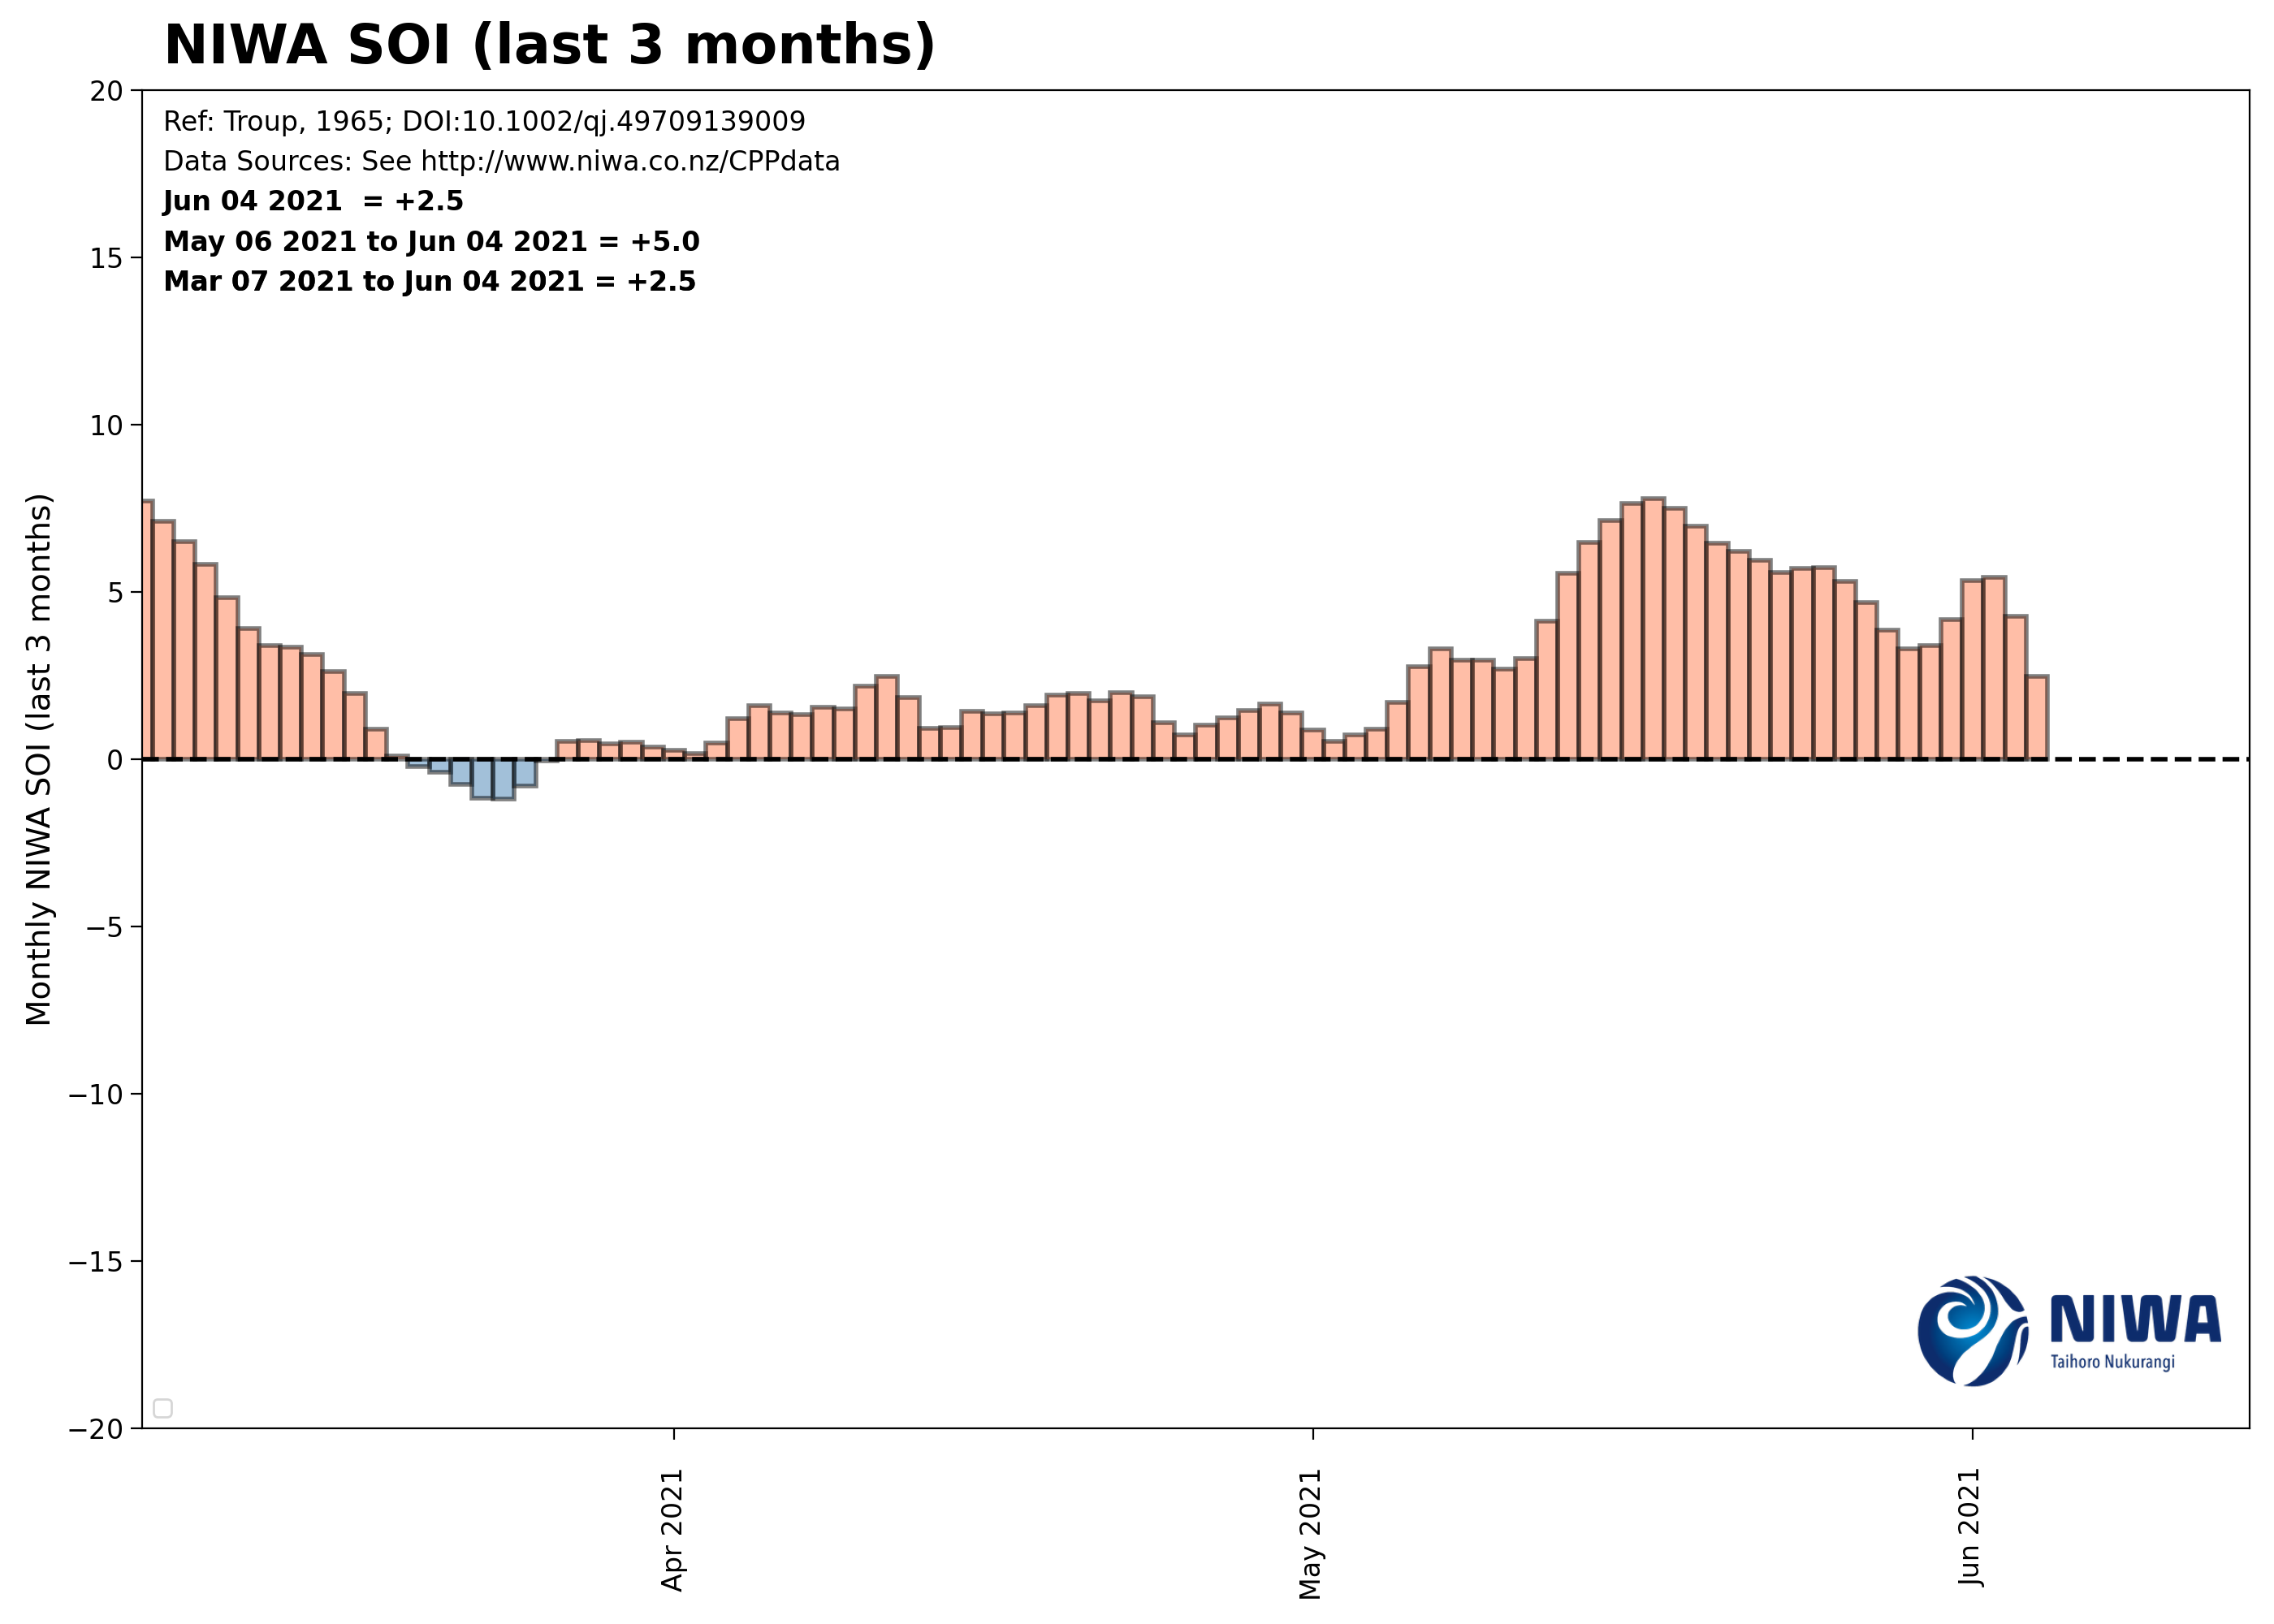 NIWA SOI (last 3 months)
Ref: Troup, 1965; DOI:10.1002/qj.49709139009
Data Sources: See http://www.niwa.co.nz/CPPdata
Jun 04 2021  = +2.5
May 06 2021 to Jun 04 2021 = +5.0
Mar 07 2021 to Jun 04 2021 = +2.5
Monthly NIWA SOI (last 3 months)
20
15
10
5
0
−5
−10
−15
−20
NIWA
Taihoro Nukurangi
Apr 2021
May 2021
Jun 2021